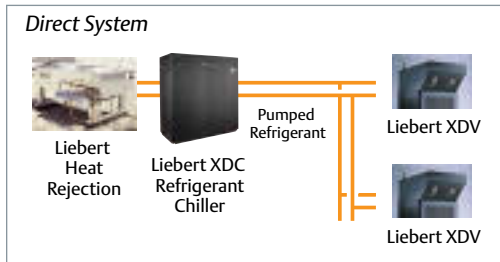 Direct System
Pumped
Refrigerant
Liebert
Heat
Rejection
Liebert XDC
Refrigerant
Chiller
Liebert XDV
Liebert XDV